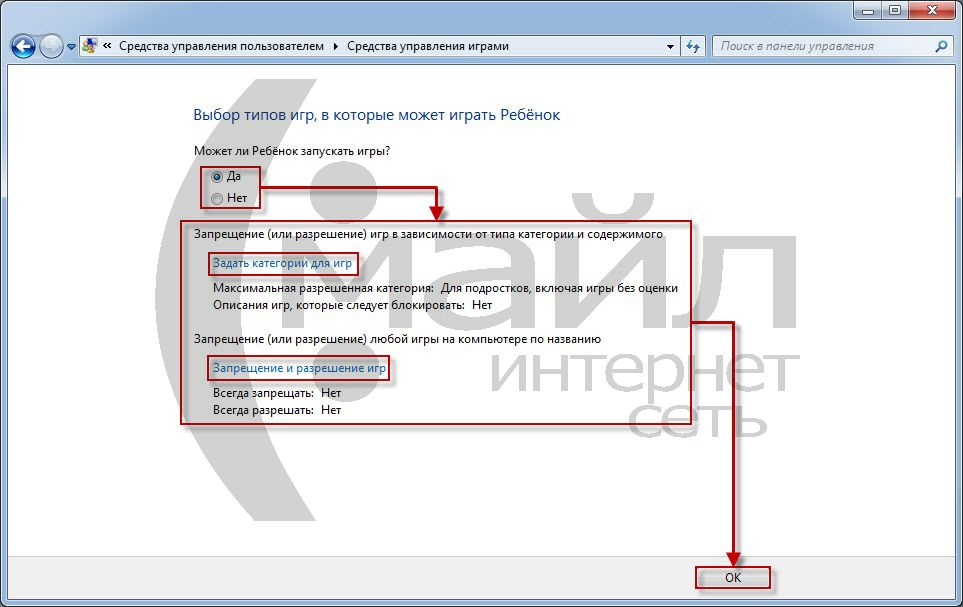 « Средства управления пользователем Средства управления играми
Поиск в панели управления
Выбор типов игр, в которые может играть Ребёнок
Может ли Ребёнок запускать игры?
Да
Нет
Запрещение (или разрешение) игр в зависимости от типа категории и содержимого
Задать категории для игр
Максимальная разрешенная категория: Для подростков, включая игры без оценки
Описания игр, которые следует блокировать: Нет
Запрещение (или разрешение) любой игры на компьютере по названию
Запрещение и разрешение игр
Всегда запрещать: Нет
Всегда разрешать: Нет
майл
интернет
сеть
ОК